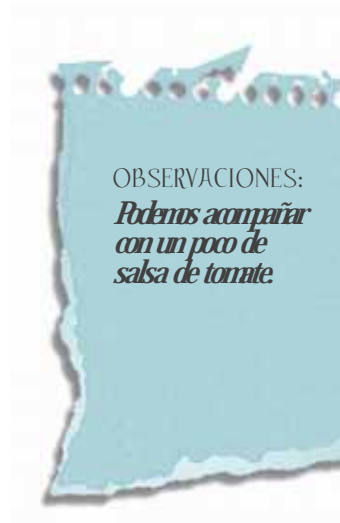 OBSERVACIONES:
Podemos acompañar
con un poco de
salsa de tomate.